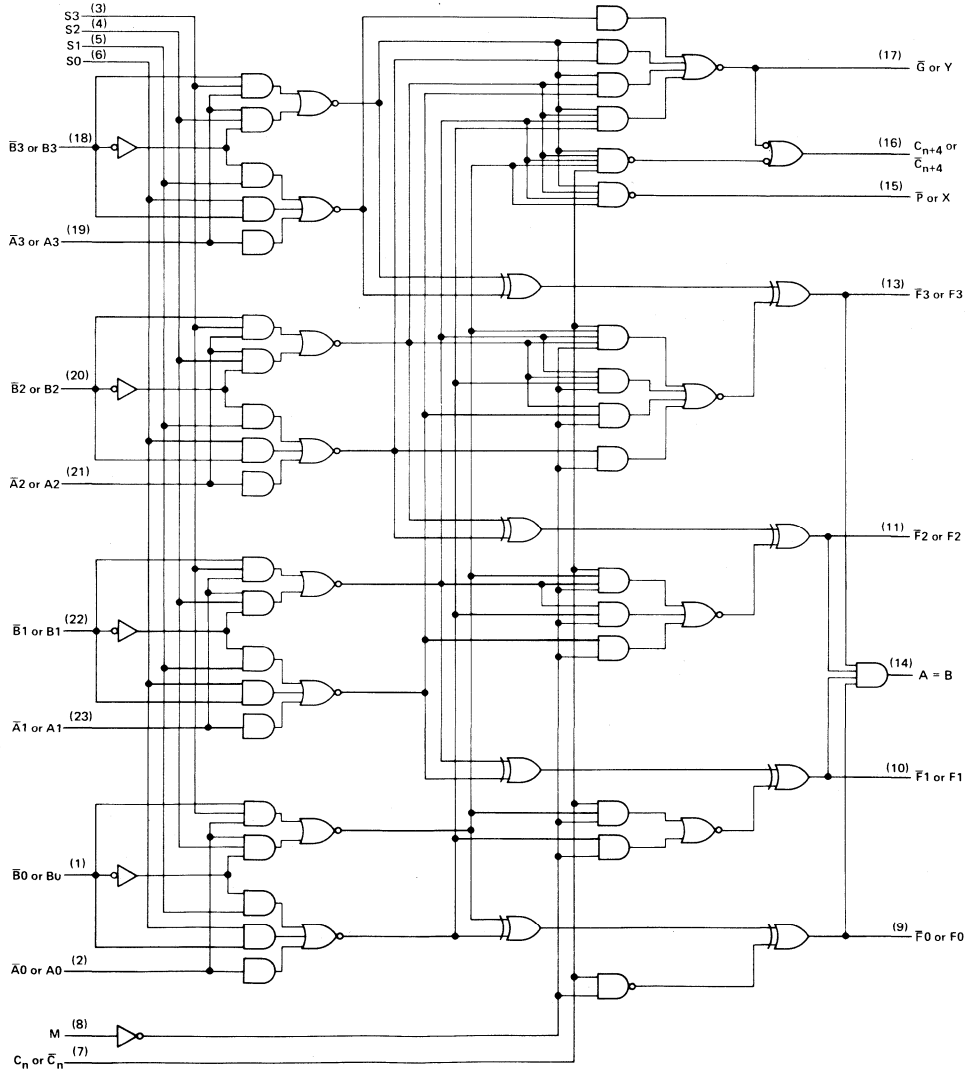 S3 (3)
S2 (4)
S1 (5)
S0 (6)
(17) G̅ or Y
(18)
B̅3 or B3
(16) Cn+4 or
C̅n+4
(15) P̅ or X
(19)
A̅3 or A3
(13) F̅3 or F3
(20)
B̅2 or B2
(21)
A̅2 or A2
(11) F̅2 or F2
(22)
B̅1 or B1
(14) A = B
(23)
A̅1 or A1
(10) F̅1 or F1
(1)
B̅0 or B0
(9) F̅0 or F0
(2)
A̅0 or A0
M (8)
Cn or C̅n (7)